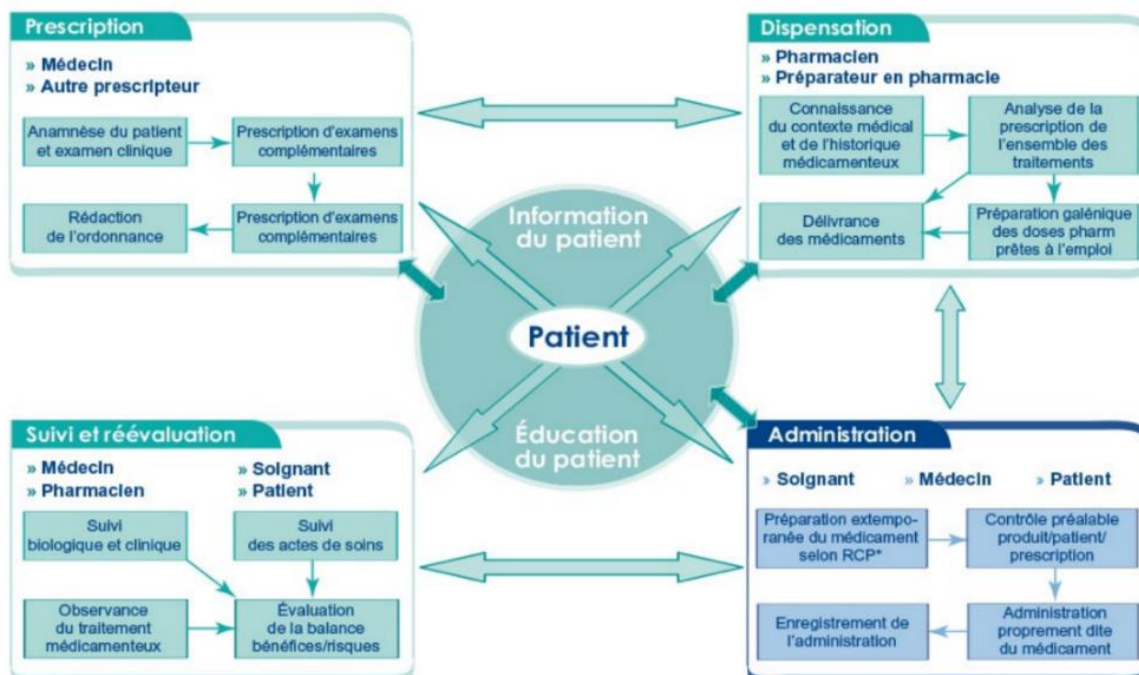 Prescription
» Médecin
» Autre prescripteur
Anamnèse du patient
et examen clinique
Prescription d'examens
complémentaires
Rédaction
de l'ordonnance
Prescription d'examens
complémentaires
Dispensation
» Pharmacien
» Préparateur en pharmacie
Connaissance
du contexte médical
et de l'historique
médicamenteux
Analyse de la
prescription de
l'ensemble des
traitements
Délivrance
des médicaments
Préparation galénique
des doses pharm
prêtes à l'emploi
Information
du patient
Patient
Éducation
du patient
Suivi et réévaluation
» Médecin
» Pharmacien
» Soignant
» Patient
Suivi
biologique et clinique
Suivi
des actes de soins
Observance
du traitement
médicamenteux
Évaluation
de la balance
bénéfices/risques
Administration
» Soignant
» Médecin
» Patient
Préparation extempo-
ranée du médicament
selon RCP*
Contrôle préalable
produit/patient/
prescription
Enregistrement de
l'administration
Administration
proprement dite
du médicament